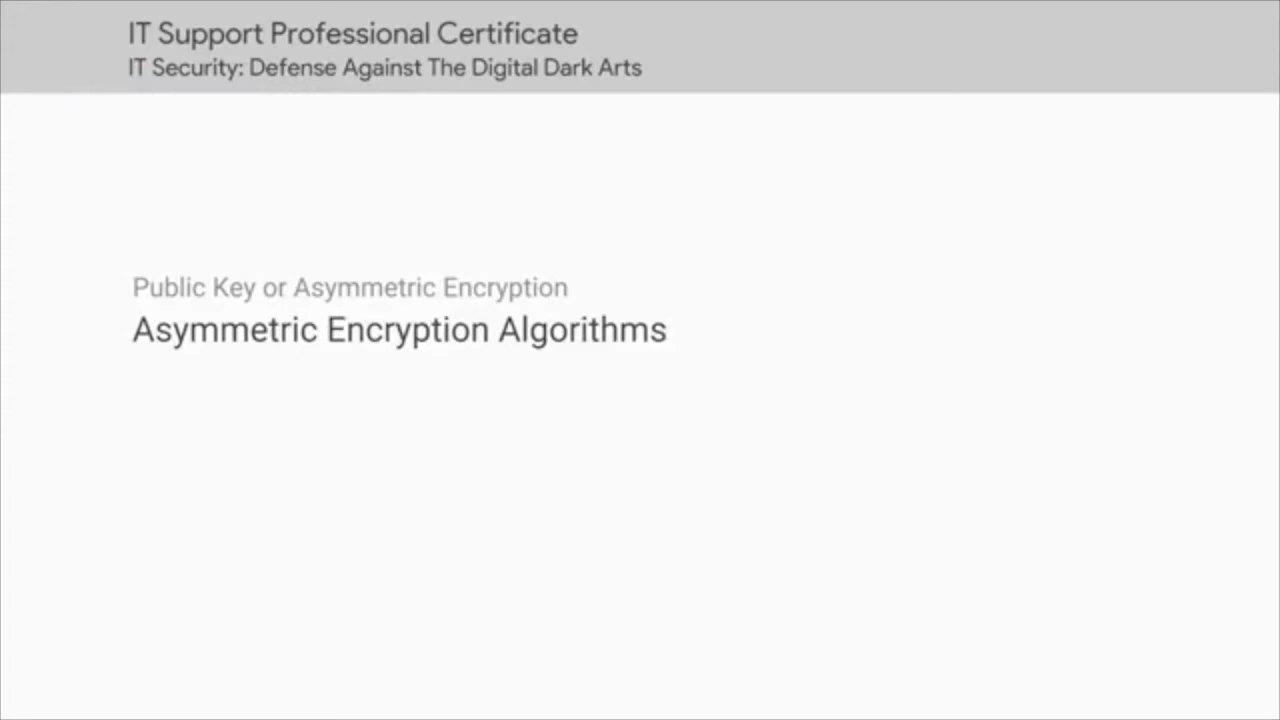 IT Support Professional Certificate
IT Security: Defense Against The Digital Dark Arts
Public Key or Asymmetric Encryption
Asymmetric Encryption Algorithms